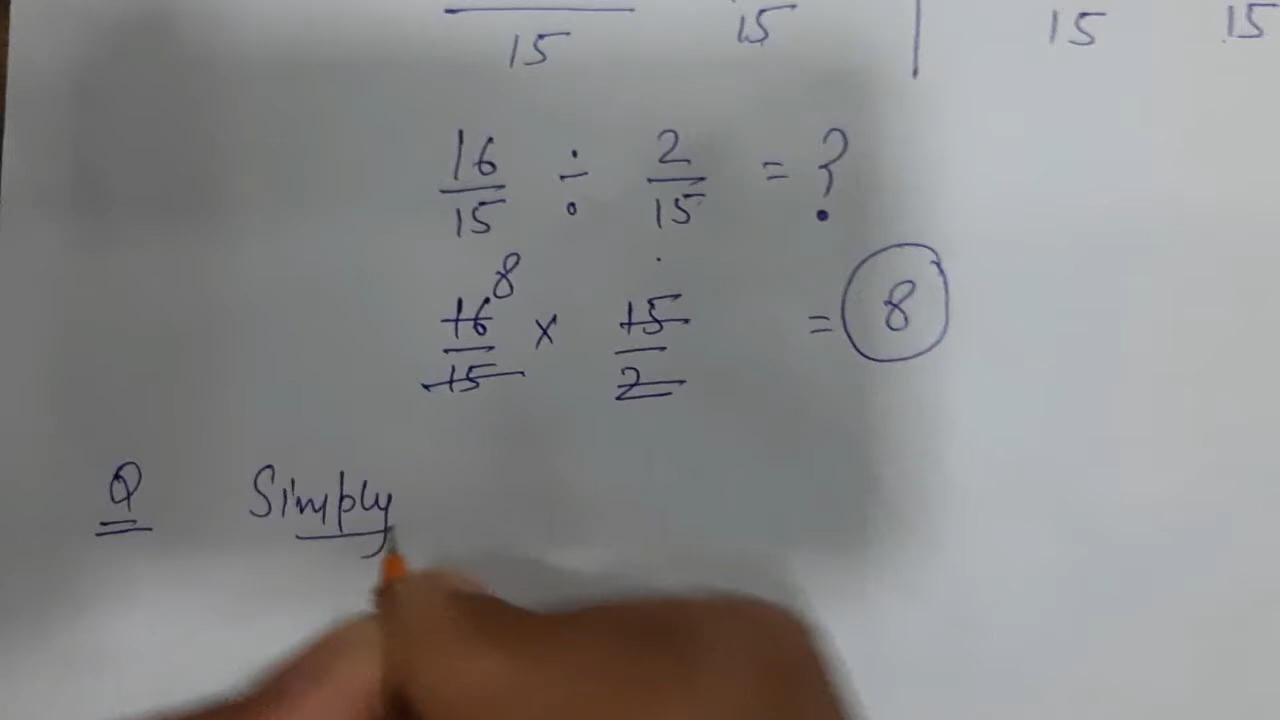 15 15 15 15
16/15 ÷ 2/15 = ?
8
16/15 × 15/2 = 8
Q Simply